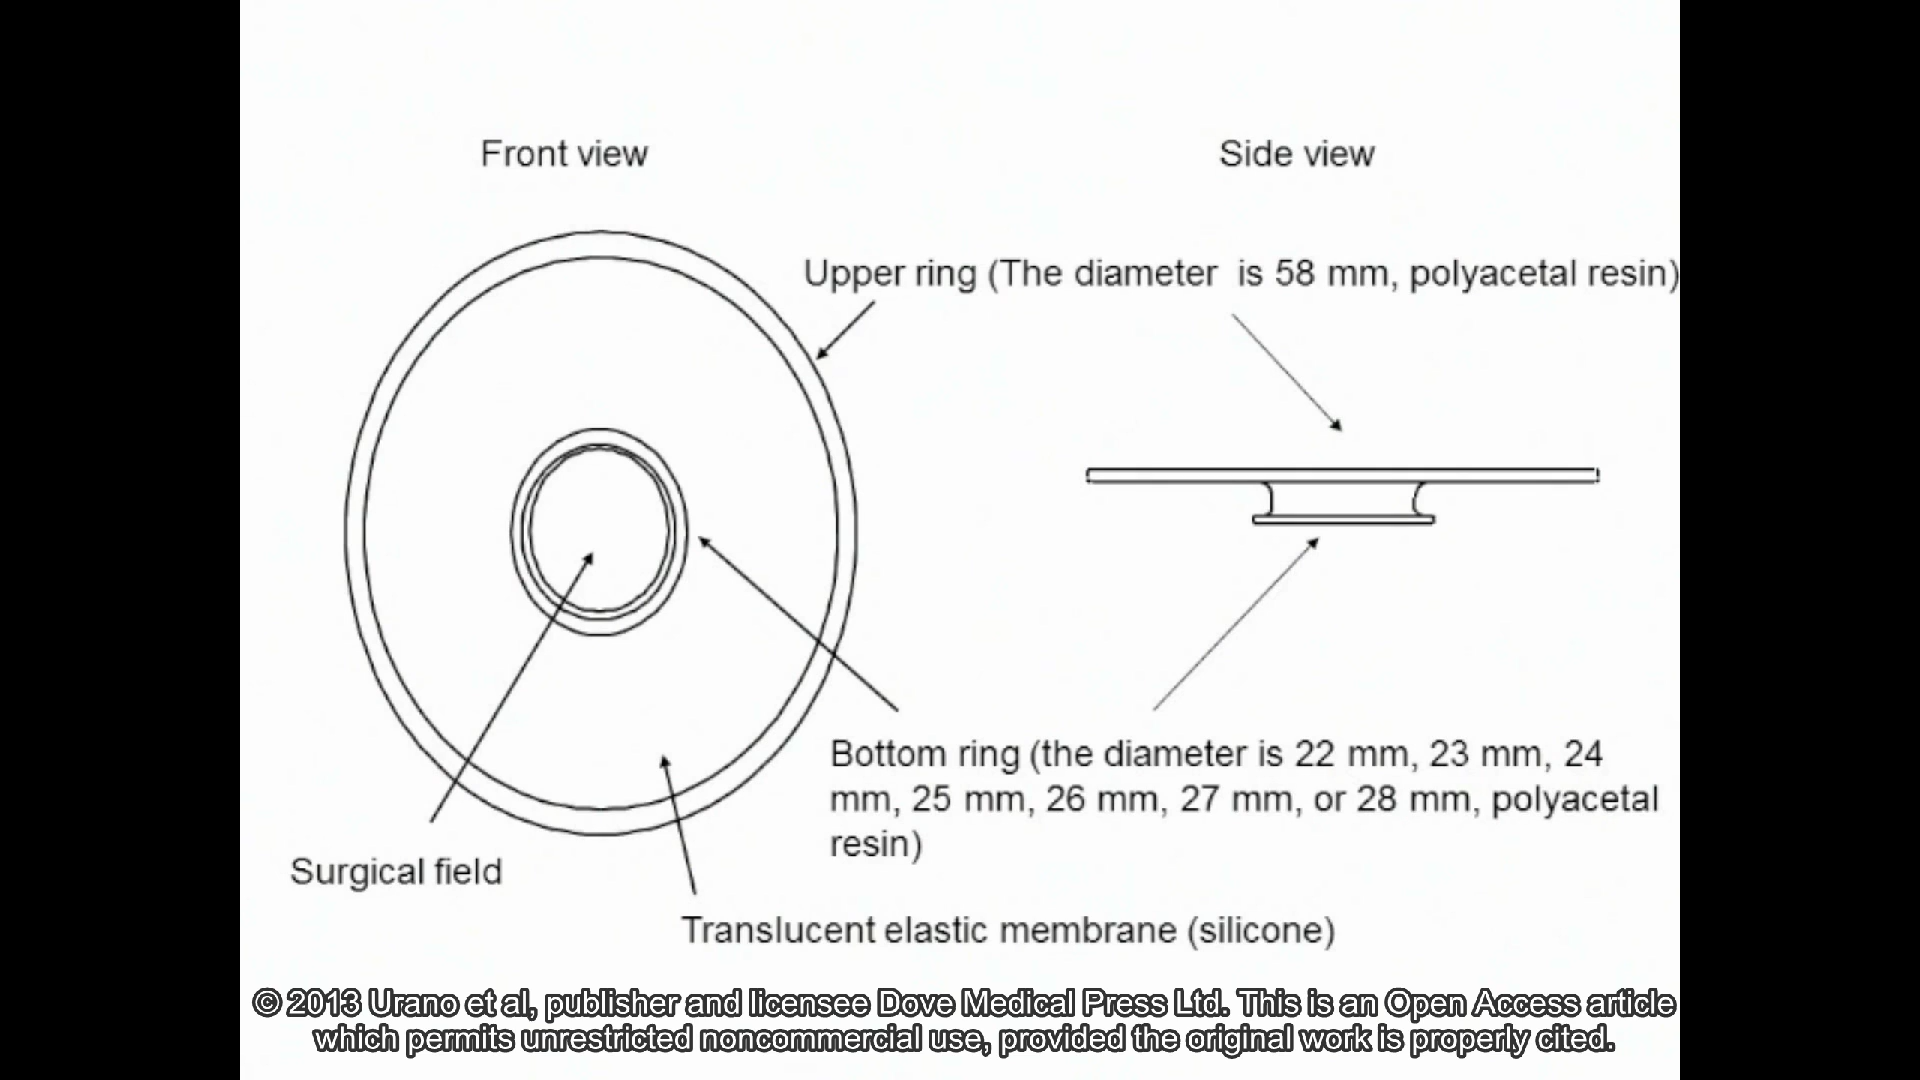 Front view
Side view
Upper ring (The diameter is 58 mm, polyacetal resin)
Bottom ring (the diameter is 22 mm, 23 mm, 24
mm, 25 mm, 26 mm, 27 mm, or 28 mm, polyacetal
resin)
Surgical field
Translucent elastic membrane (silicone)
© 2013 Urano et al, publisher and licensee Dove Medical Press Ltd. This is an Open Access article
which permits unrestricted noncommercial use, provided the original work is properly cited.